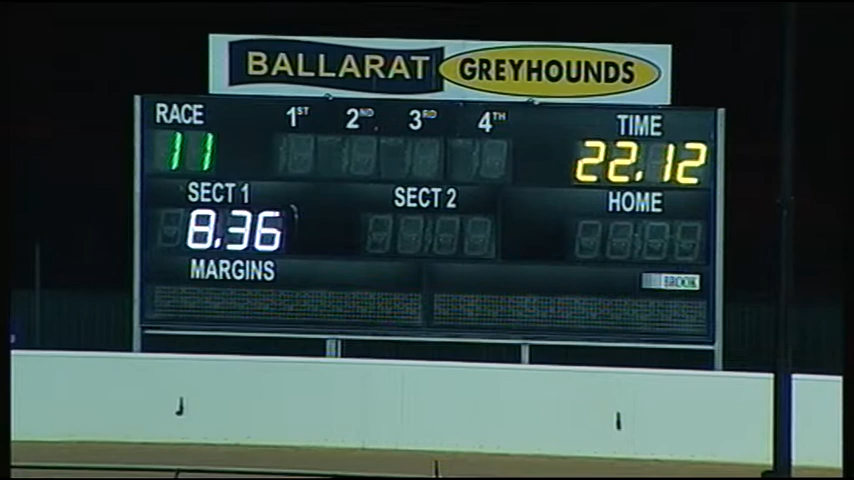 BALLARAT GREYHOUNDS
RACE 1ST 2ND 3RD 4TH TIME
11 22.12
SECT 1 SECT 2 HOME
8.36
MARGINS
BROOK